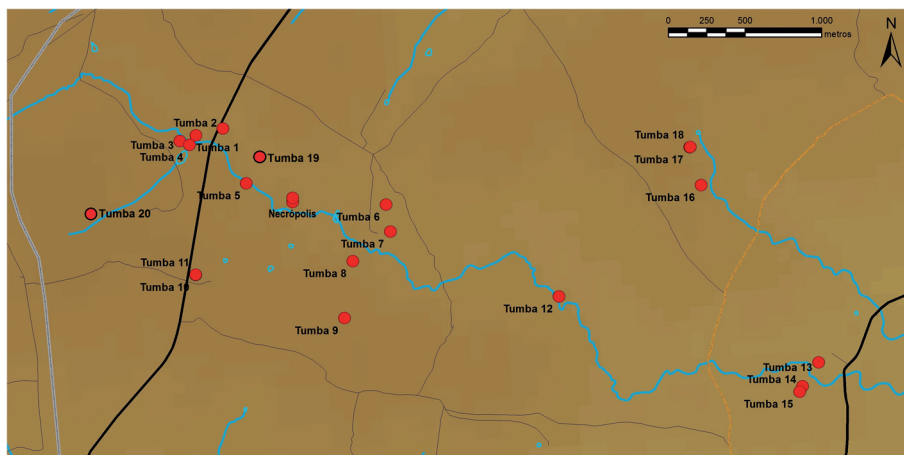 0 250 500 1.000
metros
N
Tumba 2
Tumba 3
Tumba 1
Tumba 4
Tumba 19
Tumba 18
Tumba 17
Tumba 5
Tumba 16
Tumba 20
Necrópolis
Tumba 6
Tumba 7
Tumba 11
Tumba 8
Tumba 10
Tumba 12
Tumba 9
Tumba 13
Tumba 14
Tumba 15